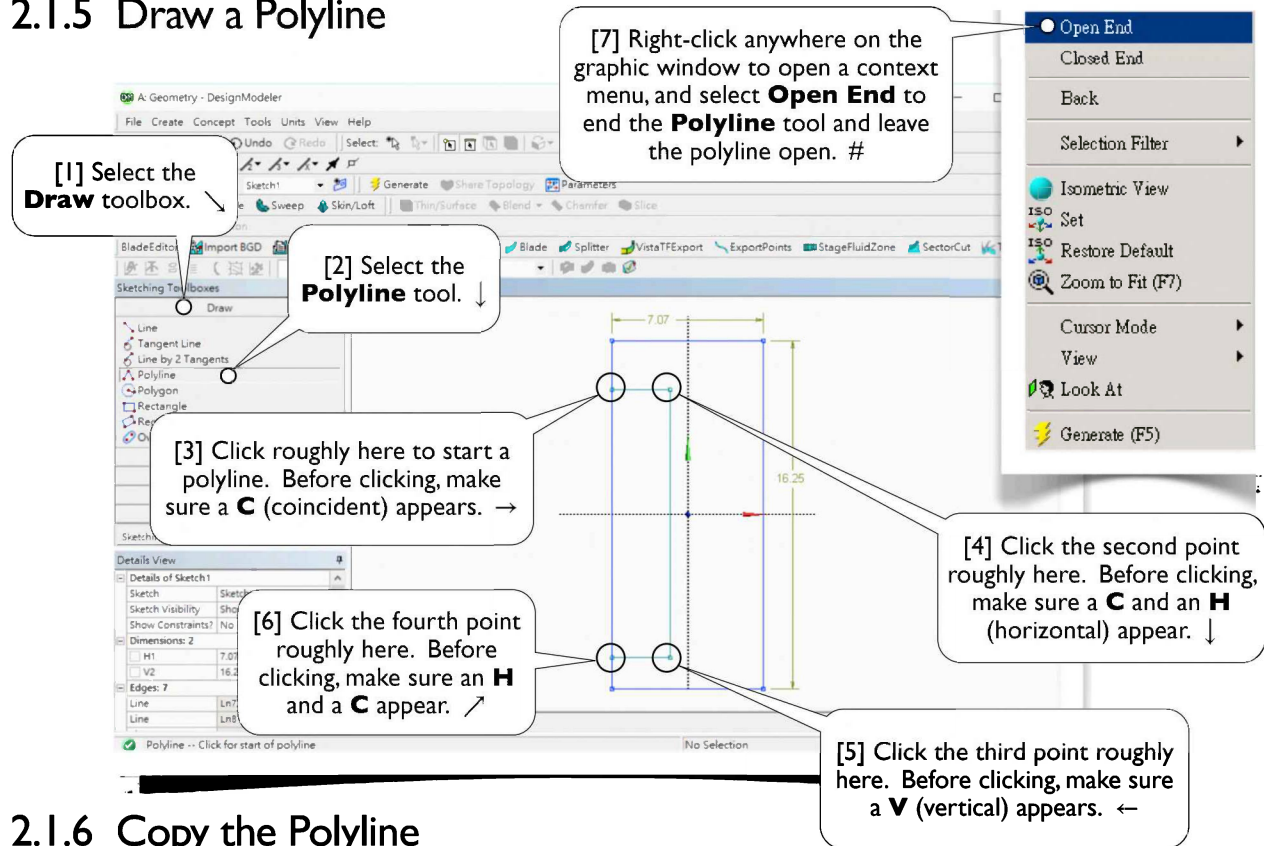 2.1.5 Draw a Polyline
[7] Right-click anywhere on the
graphic window to open a context
menu, and select Open End to
end the Polyline tool and leave
the polyline open. #
Open End
Closed End
Back
Selection Filter
Isometric View
ISO Set
ISO Restore Default
Zoom to Fit (F7)
Cursor Mode
View
Look At
Generate (F5)
A: Geometry - DesignModeler
File Create Concept Tools Units View Help
Undo Redo Select:
[1] Select the
Draw toolbox. ↘
Sketch1 Generate Share Topology Parameters
Sweep Skin/Loft Thin/Surface Blend Chamfer Slice
BladeEditor Import BGD Blade Splitter VistaTFExport ExportPoints StageFluidZone SectorCut
[2] Select the
Polyline tool. ↓
Sketching Toolboxes
Draw
Line
Tangent Line
Line by 2 Tangents
Polyline
Polygon
Rectangle
7.07
16.25
[3] Click roughly here to start a
polyline. Before clicking, make
sure a C (coincident) appears. →
[4] Click the second point
roughly here. Before clicking,
make sure a C and an H
(horizontal) appear. ↓
Details View
Details of Sketch1
Sketch
Sketch Visibility
Show Constraints? No
Dimensions: 2
H1 7.07
V2 16.2
Edges: 7
Line Ln7
Line Ln8
[6] Click the fourth point
roughly here. Before
clicking, make sure an H
and a C appear. ↗
[5] Click the third point roughly
here. Before clicking, make sure
a V (vertical) appears. ←
Polyline -- Click for start of polyline No Selection
2.1.6 Copy the Polyline